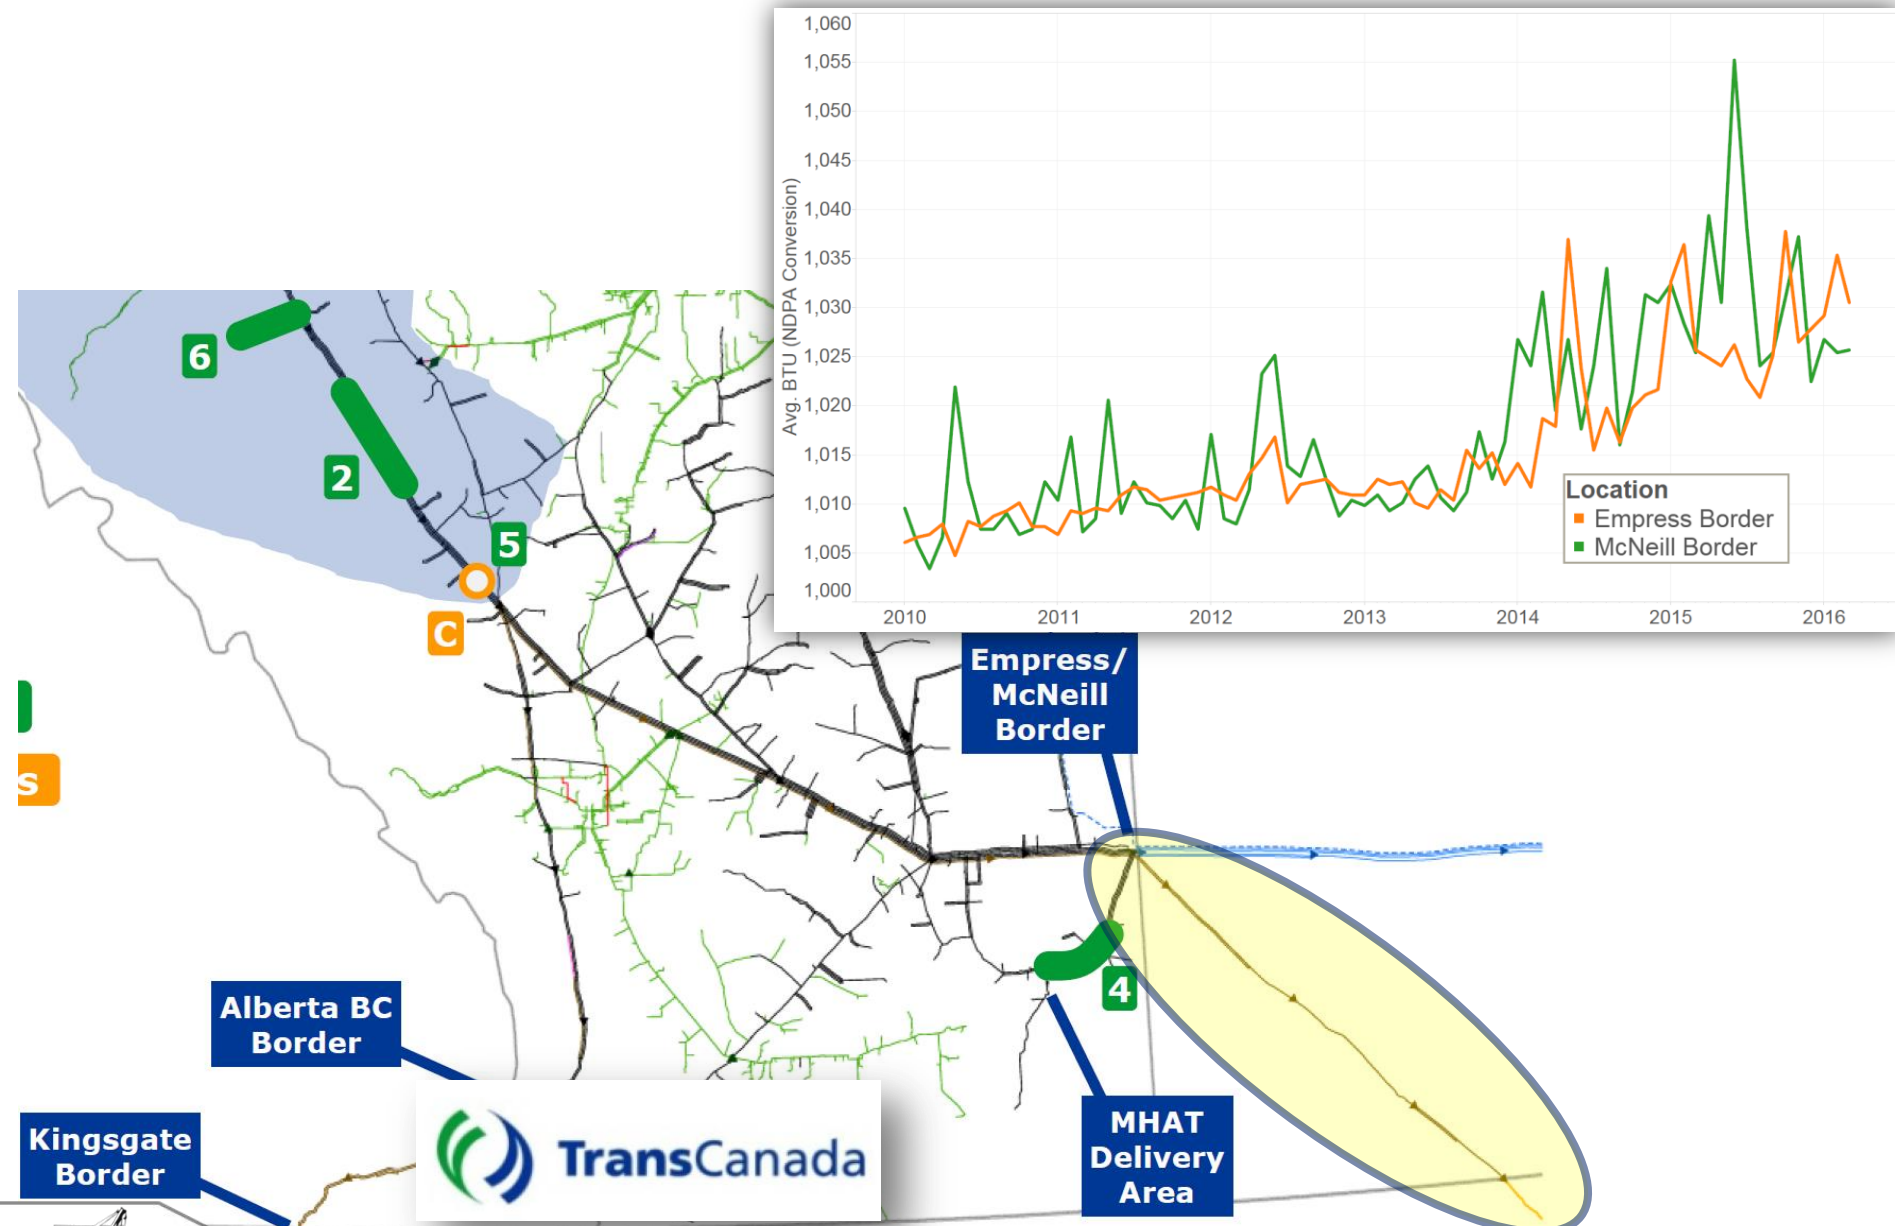 1,060
1,055
1,050
1,045
1,040
1,035
1,030
1,025
1,020
1,015
1,010
1,005
1,000
Avg. BTU (NDPA Conversion)
2010 2011 2012 2013 2014 2015 2016
Location
Empress Border
McNeill Border
6
2
5
C
s
Empress/
McNeill
Border
4
Alberta BC
Border
Kingsgate
Border
TransCanada
MHAT
Delivery
Area